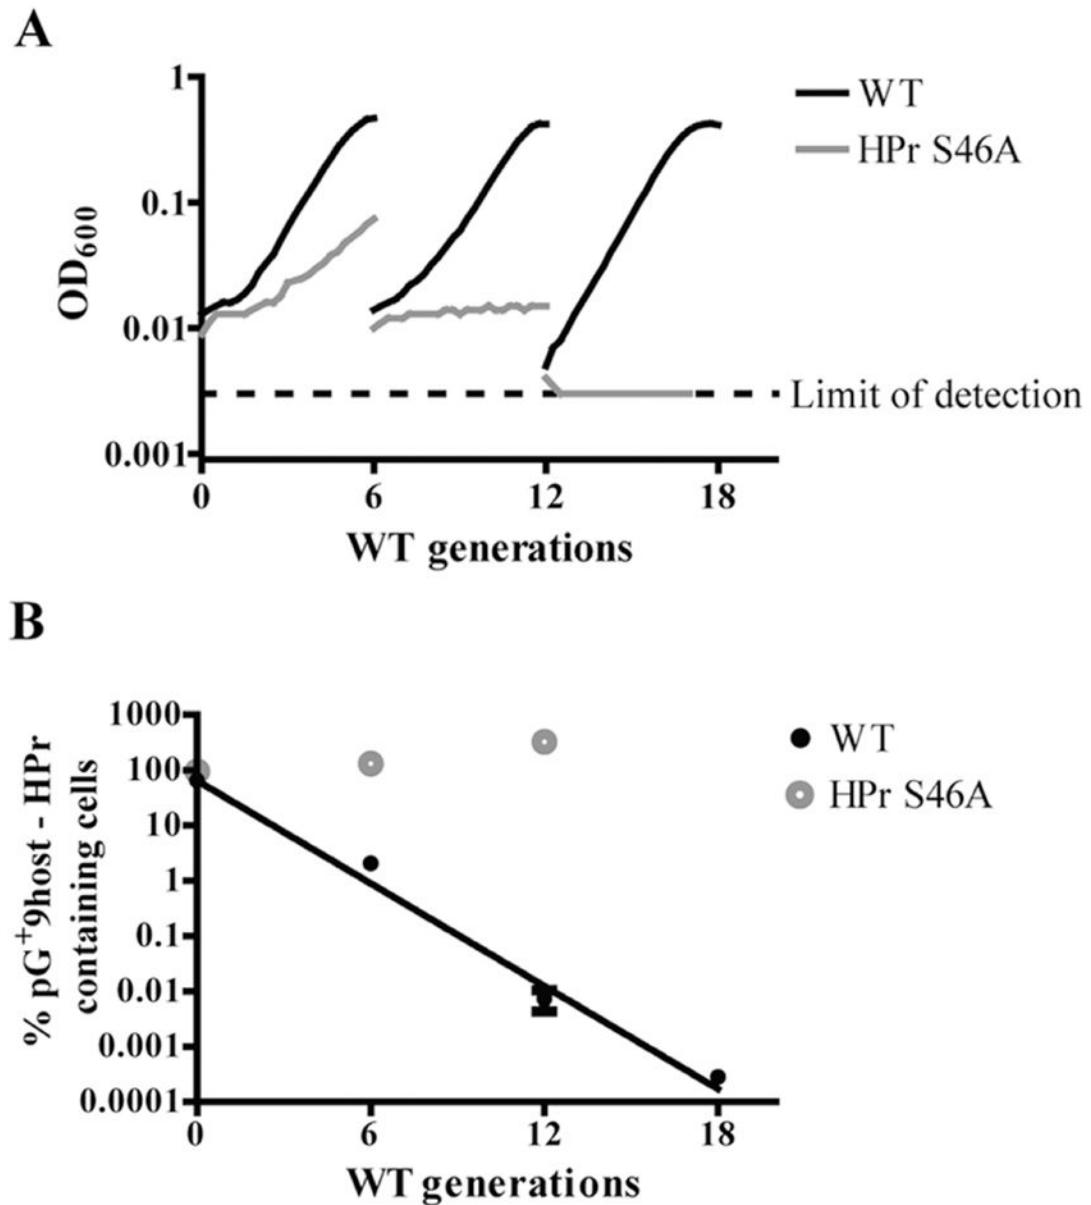 A
1
0.1
0.01
0.001
OD600
0
6
12
18
WT generations
WT
HPr S46A
Limit of detection
B
1000
100
10
1
0.1
0.01
0.001
0.0001
% pG+9host - HPr
containing cells
0
6
12
18
WT generations
WT
HPr S46A